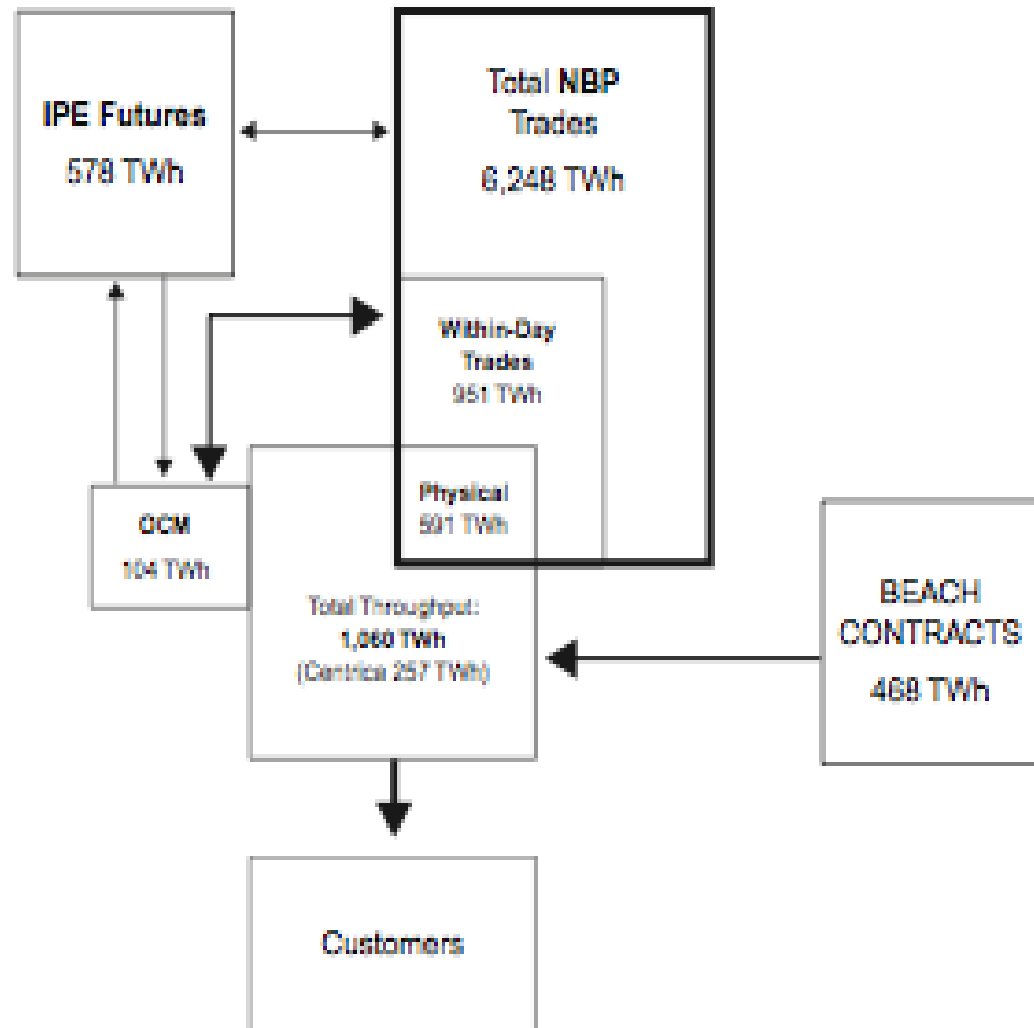 IPE Futures
578 TWh
Total NBP
Trades
6,248 TWh
Within-Day
Trades
951 TWh
Physical
591 TWh
OCM
104 TWh
Total Throughput:
1,060 TWh
(Centrica 257 TWh)
BEACH
CONTRACTS
468 TWh
Customers